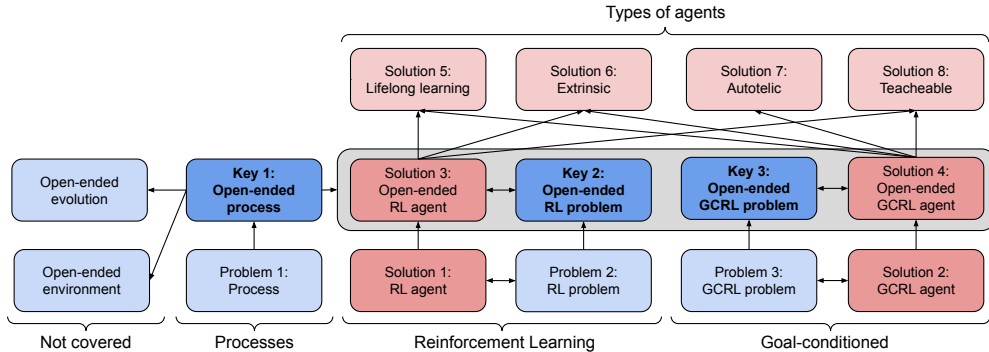 Types of agents
Solution 5:
Lifelong learning
Solution 6:
Extrinsic
Solution 7:
Autotelic
Solution 8:
Teacheable
Open-ended
evolution
Key 1:
Open-ended
process
Solution 3:
Open-ended
RL agent
Key 2:
Open-ended
RL problem
Key 3:
Open-ended
GCRL problem
Solution 4:
Open-ended
GCRL agent
Open-ended
environment
Problem 1:
Process
Solution 1:
RL agent
Problem 2:
RL problem
Problem 3:
GCRL problem
Solution 2:
GCRL agent
Not covered
Processes
Reinforcement Learning
Goal-conditioned